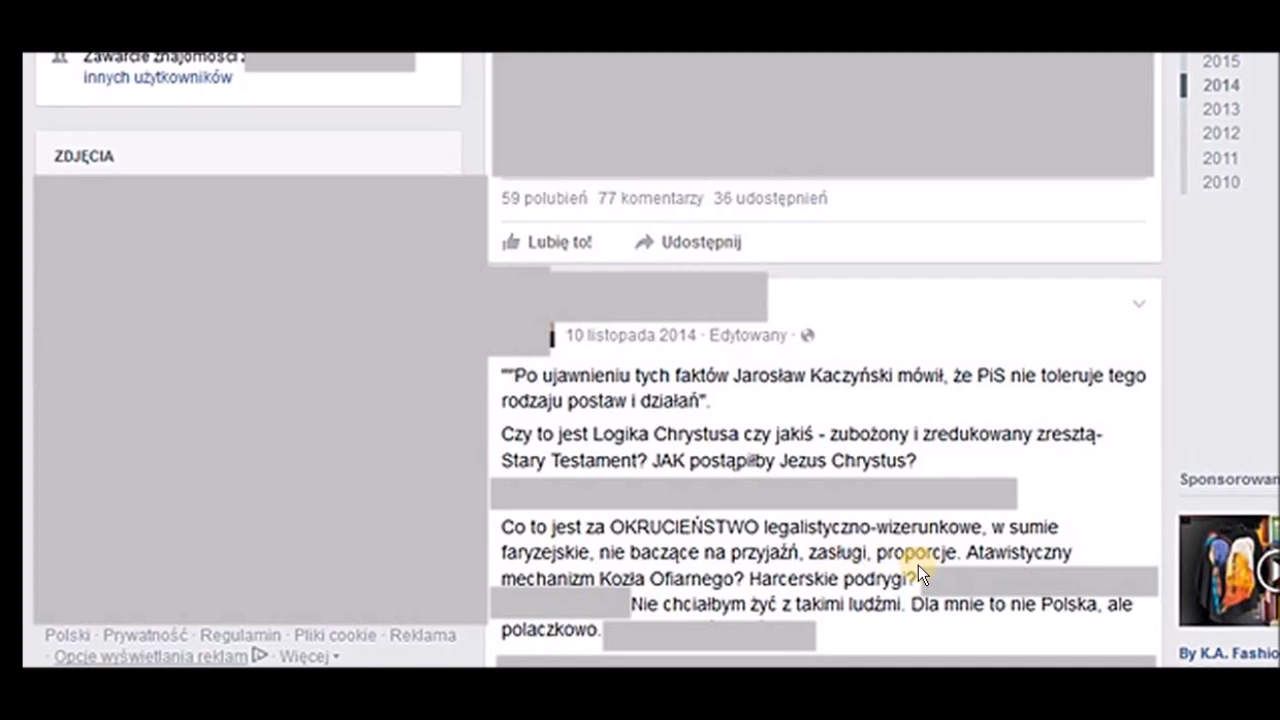 Zawarcie znajomości z
innych użytkowników
ZDJĘCIA
Polski · Prywatność · Regulamin · Pliki cookie · Reklama
· Opcje wyświetlania reklam · Więcej
59 polubień 77 komentarzy 36 udostępnień
Lubię to! Udostępnij
10 listopada 2014 · Edytowany ·
""Po ujawnieniu tych faktów Jarosław Kaczyński mówił, że PiS nie toleruje tego
rodzaju postaw i działań".
Czy to jest Logika Chrystusa czy jakiś - zubożony i zredukowany zresztą-
Stary Testament? JAK postąpiłby Jezus Chrystus?
Co to jest za OKRUCIEŃSTWO legalistyczno-wizerunkowe, w sumie
faryzejskie, nie baczące na przyjaźń, zasługi, proporcje. Atawistyczny
mechanizm Kozła Ofiarnego? Harcerskie podrygi?
Nie chciałbym żyć z takimi ludźmi. Dla mnie to nie Polska, ale
polaczkowo.
2015
2014
2013
2012
2011
2010
Sponsorowan
By K.A. Fashio